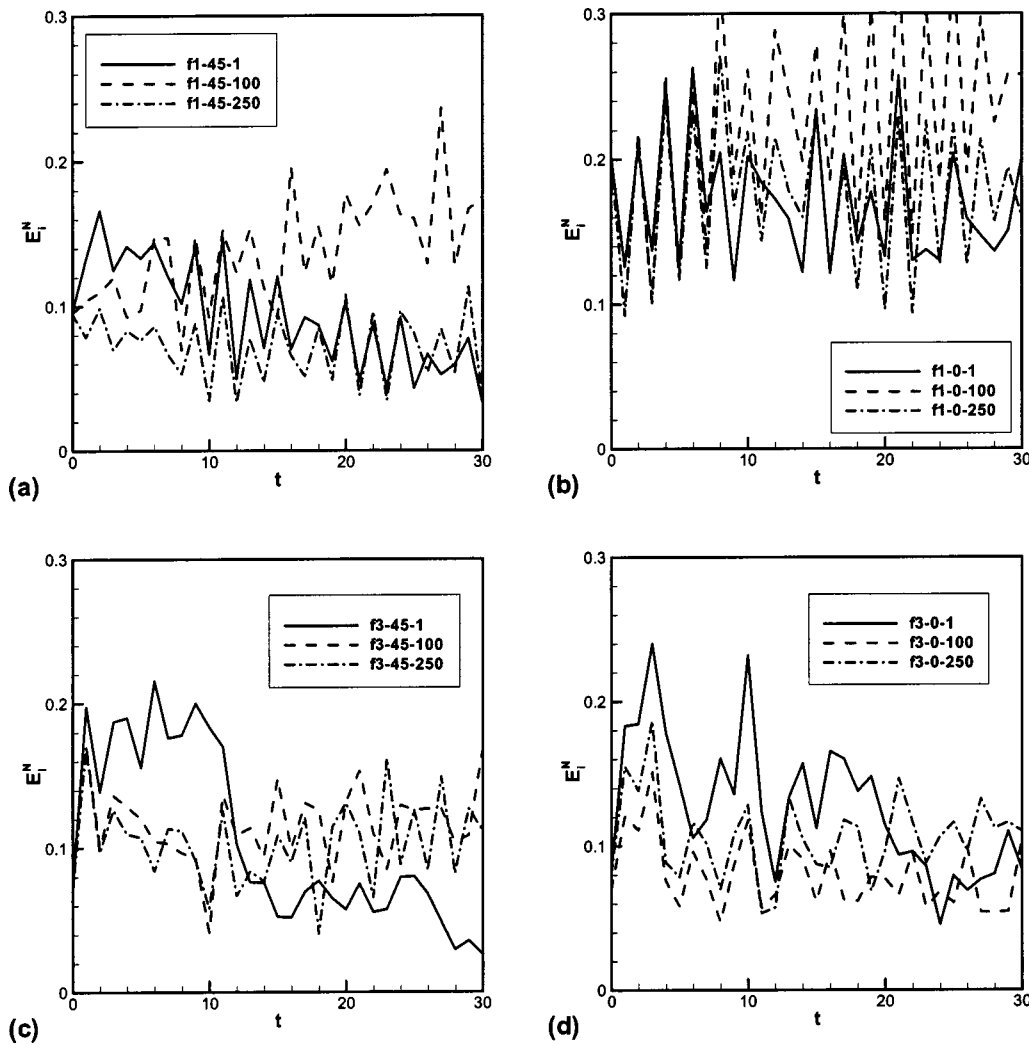 0.3
f1-45-1
f1-45-100
f1-45-250
0.2
E_i^N
0.1
0
0 10 20 30
t
(a)
0.3
0.2
E_i^N
0.1
f1-0-1
f1-0-100
f1-0-250
0
0 10 20 30
t
(b)
0.3
f3-45-1
f3-45-100
f3-45-250
0.2
E_i^N
0.1
0
0 10 20 30
t
(c)
0.3
f3-0-1
f3-0-100
f3-0-250
0.2
E_i^N
0.1
0
0 10 20 30
t
(d)